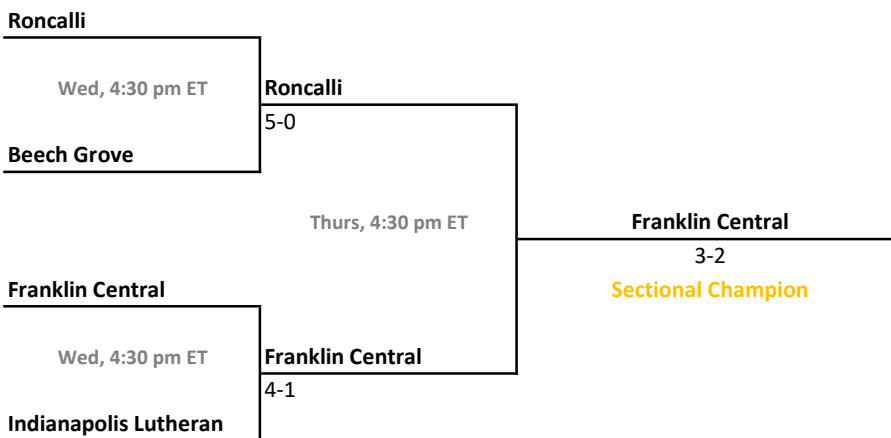 Roncalli
Wed, 4:30 pm ET
Roncalli
5-0
Beech Grove
Thurs, 4:30 pm ET
Franklin Central
3-2
Sectional Champion
Franklin Central
Wed, 4:30 pm ET
Franklin Central
4-1
Indianapolis Lutheran